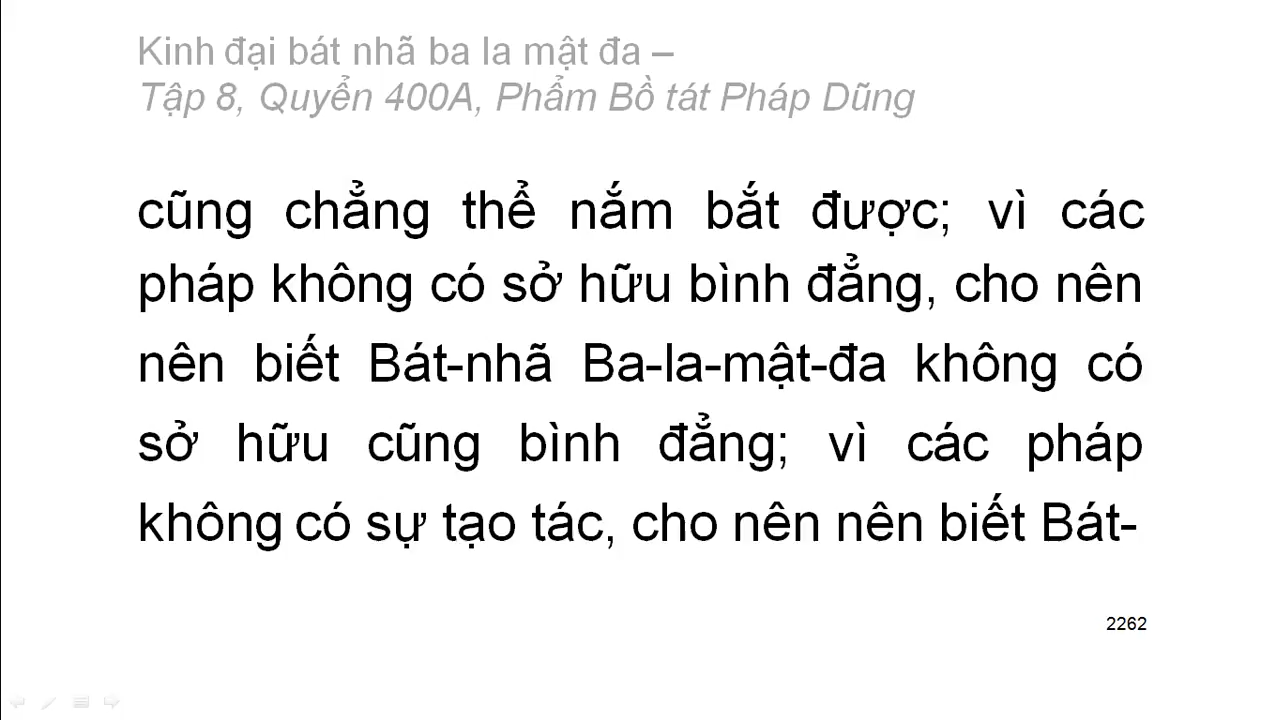 Kinh đại bát nhã ba la mật đa –
Tập 8, Quyển 400A, Phẩm Bồ tát Pháp Dũng
cũng chẳng thể nắm bắt được; vì các
pháp không có sở hữu bình đẳng, cho nên
nên biết Bát-nhã Ba-la-mật-đa không có
sở hữu cũng bình đẳng; vì các pháp
không có sự tạo tác, cho nên nên biết Bát-
2262